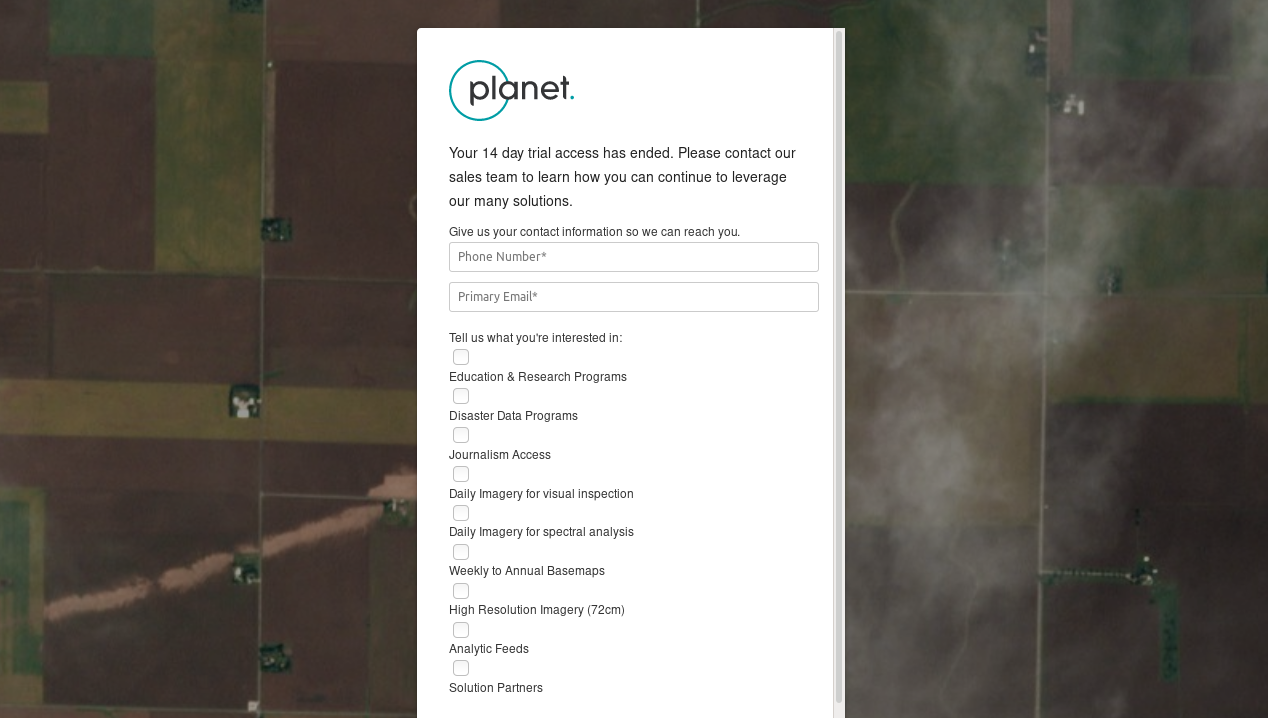 planet.
Your 14 day trial access has ended. Please contact our
sales team to learn how you can continue to leverage
our many solutions.
Give us your contact information so we can reach you.
Phone Number*
Primary Email*
Tell us what you're interested in:
Education & Research Programs
Disaster Data Programs
Journalism Access
Daily Imagery for visual inspection
Daily Imagery for spectral analysis
Weekly to Annual Basemaps
High Resolution Imagery (72cm)
Analytic Feeds
Solution Partners